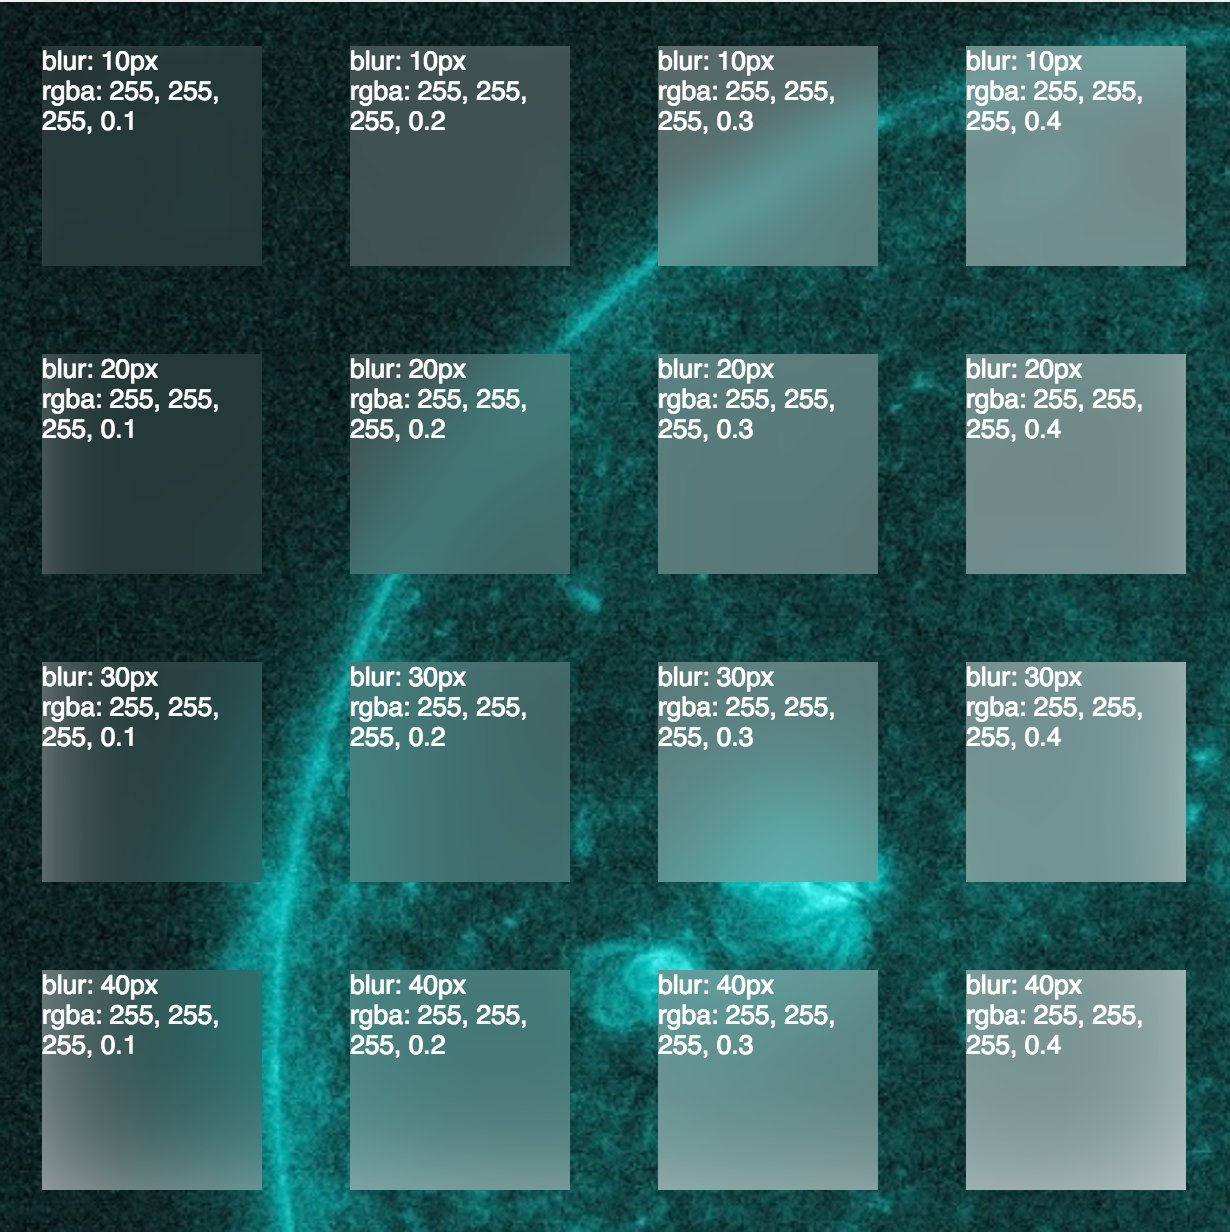 blur: 10px
rgba: 255, 255,
255, 0.1
blur: 10px
rgba: 255, 255,
255, 0.2
blur: 10px
rgba: 255, 255,
255, 0.3
blur: 10px
rgba: 255, 255,
255, 0.4
blur: 20px
rgba: 255, 255,
255, 0.1
blur: 20px
rgba: 255, 255,
255, 0.2
blur: 20px
rgba: 255, 255,
255, 0.3
blur: 20px
rgba: 255, 255,
255, 0.4
blur: 30px
rgba: 255, 255,
255, 0.1
blur: 30px
rgba: 255, 255,
255, 0.2
blur: 30px
rgba: 255, 255,
255, 0.3
blur: 30px
rgba: 255, 255,
255, 0.4
blur: 40px
rgba: 255, 255,
255, 0.1
blur: 40px
rgba: 255, 255,
255, 0.2
blur: 40px
rgba: 255, 255,
255, 0.3
blur: 40px
rgba: 255, 255,
255, 0.4